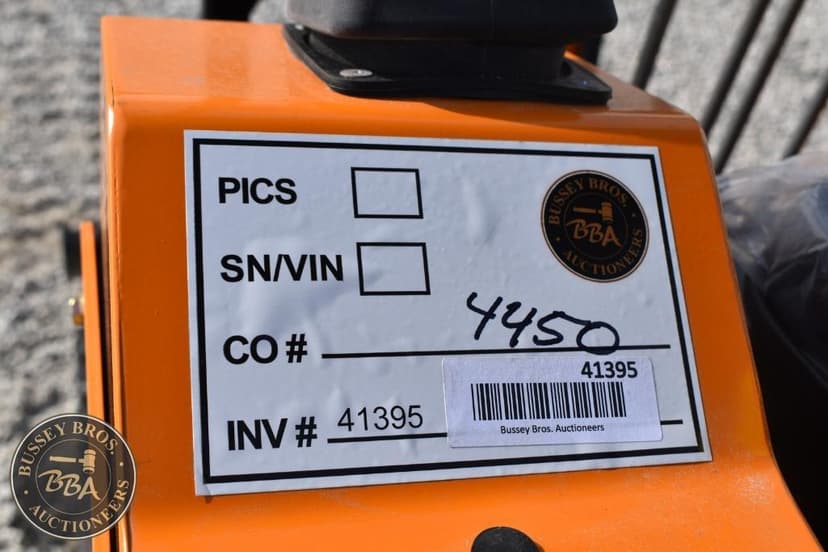 PICS
BUSSEY BROS.
BBA
AUCTIONEERS
SN/VIN
CO # 4450
41395
INV # 41395
Bussey Bros. Auctioneers
BUSSEY BROS.
BBA
AUCTIONEERS